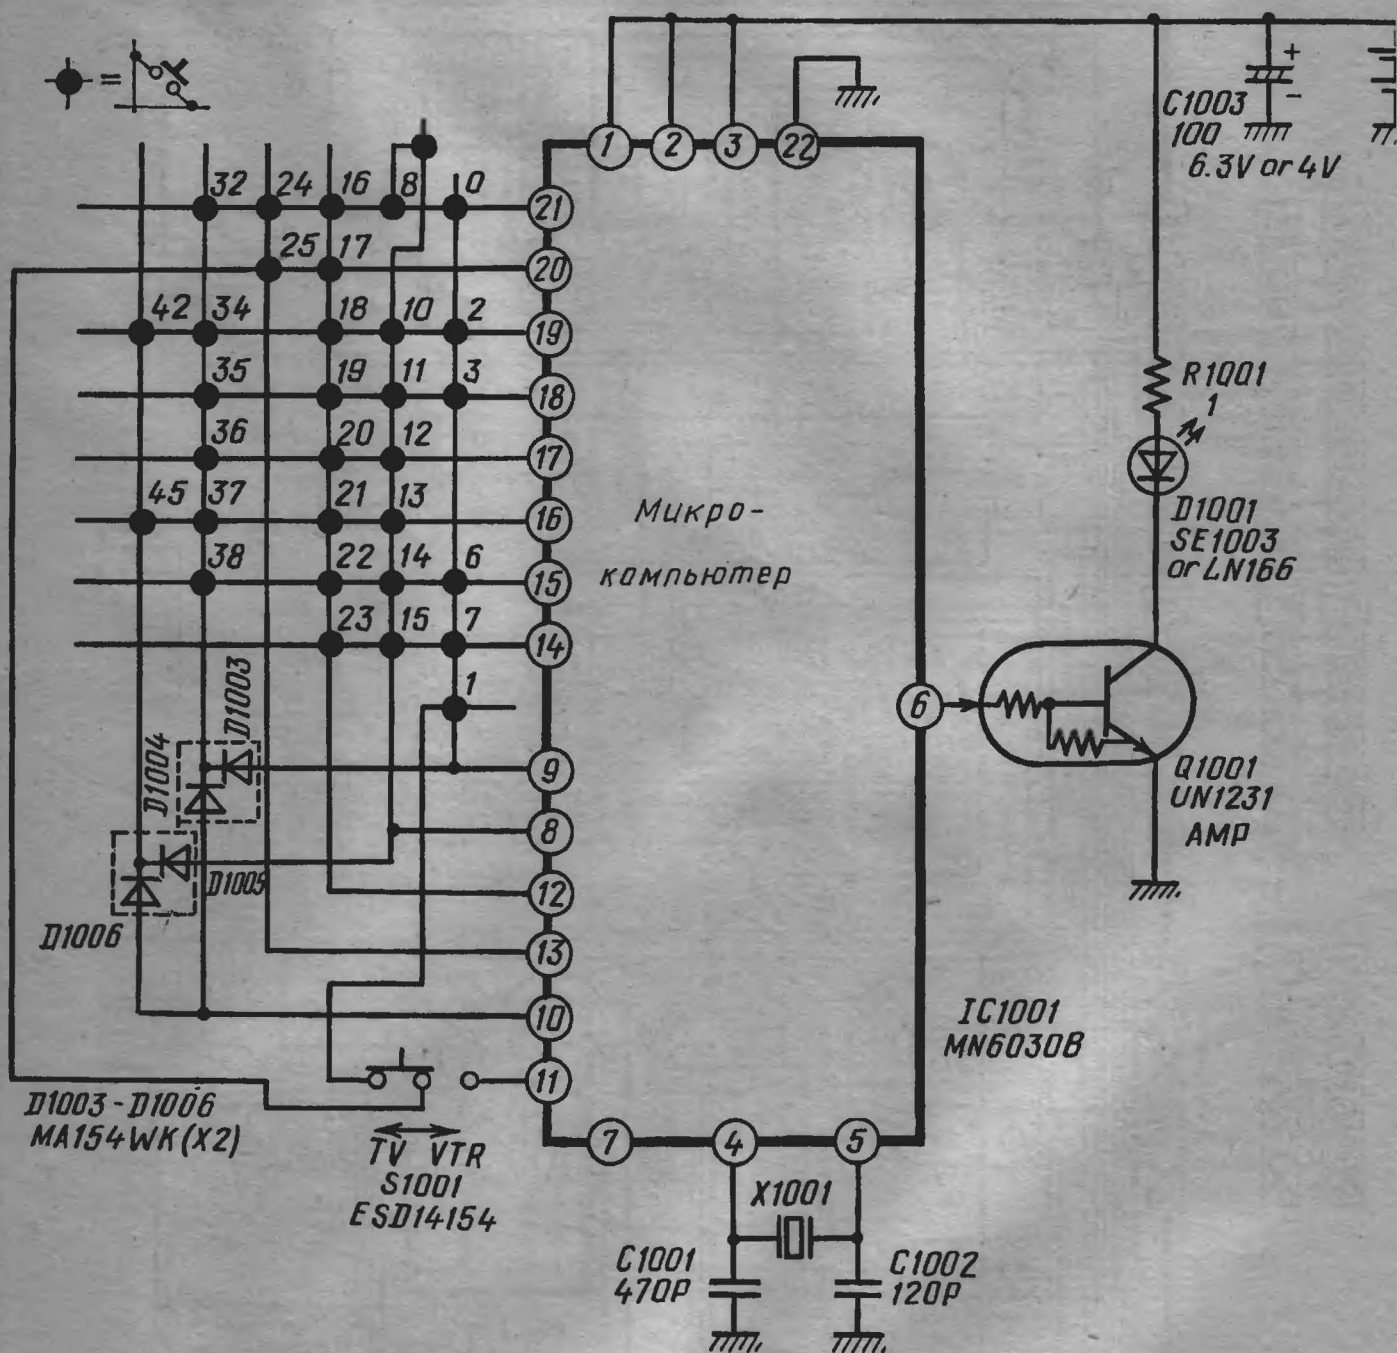 =
1 2 3 22
+
C1003
100
-
6.3V or 4V
32 24 16 8 0
21
25 17
20
42 34 18 10 2
19
35 19 11 3
18
R1001
1
36 20 12
17
45 37 21 13
16
Микро-
компьютер
D1001
SE1003
or LN166
38 22 14 6
15
23 15 7
14
D1003
1
6
D1004
9
Q1001
UN1231
AMP
8
D1005
12
D1006
13
10
IC1001
MN6030B
11
D1003-D1006
MA154WK(X2)
7 4 5
TV VTR
S1001
ESD14154
X1001
C1001
470P
C1002
120P